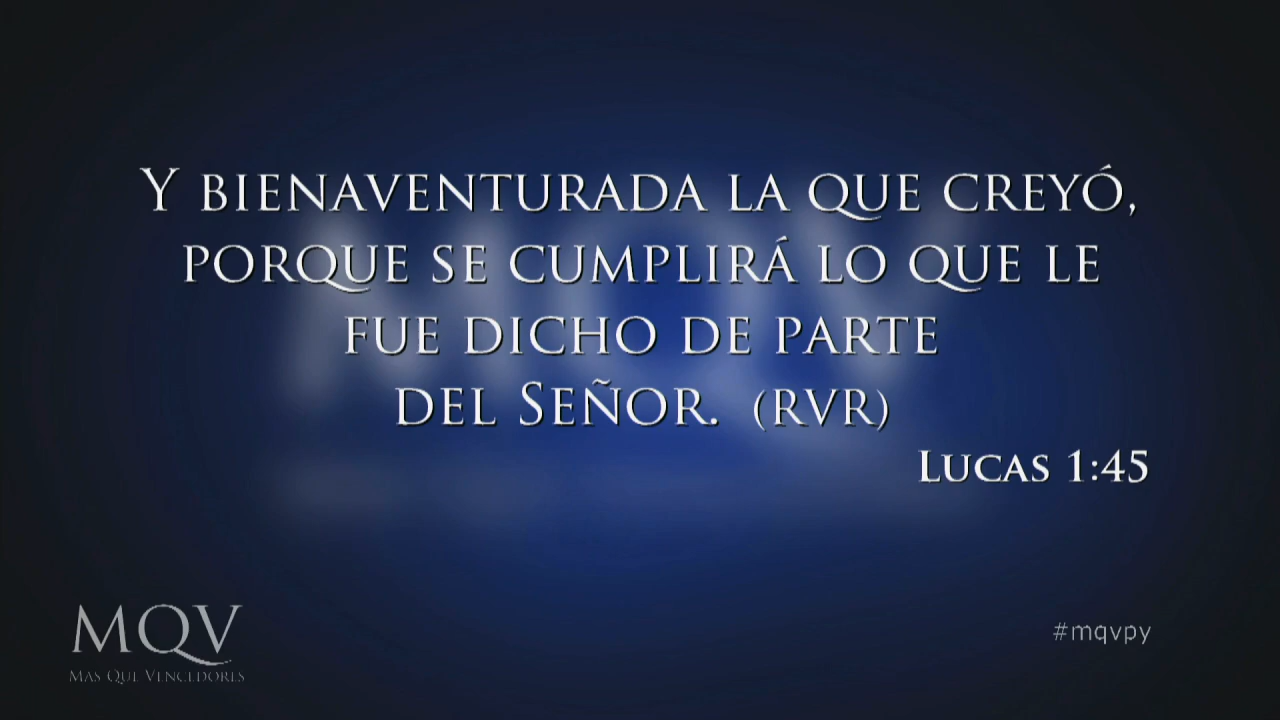 Y BIENAVENTURADA LA QUE CREYÓ,
PORQUE SE CUMPLIRÁ LO QUE LE
FUE DICHO DE PARTE
DEL SEÑOR. (RVR)
LUCAS 1:45
MQV
MAS QUE VENCEDORES
#mqvpy